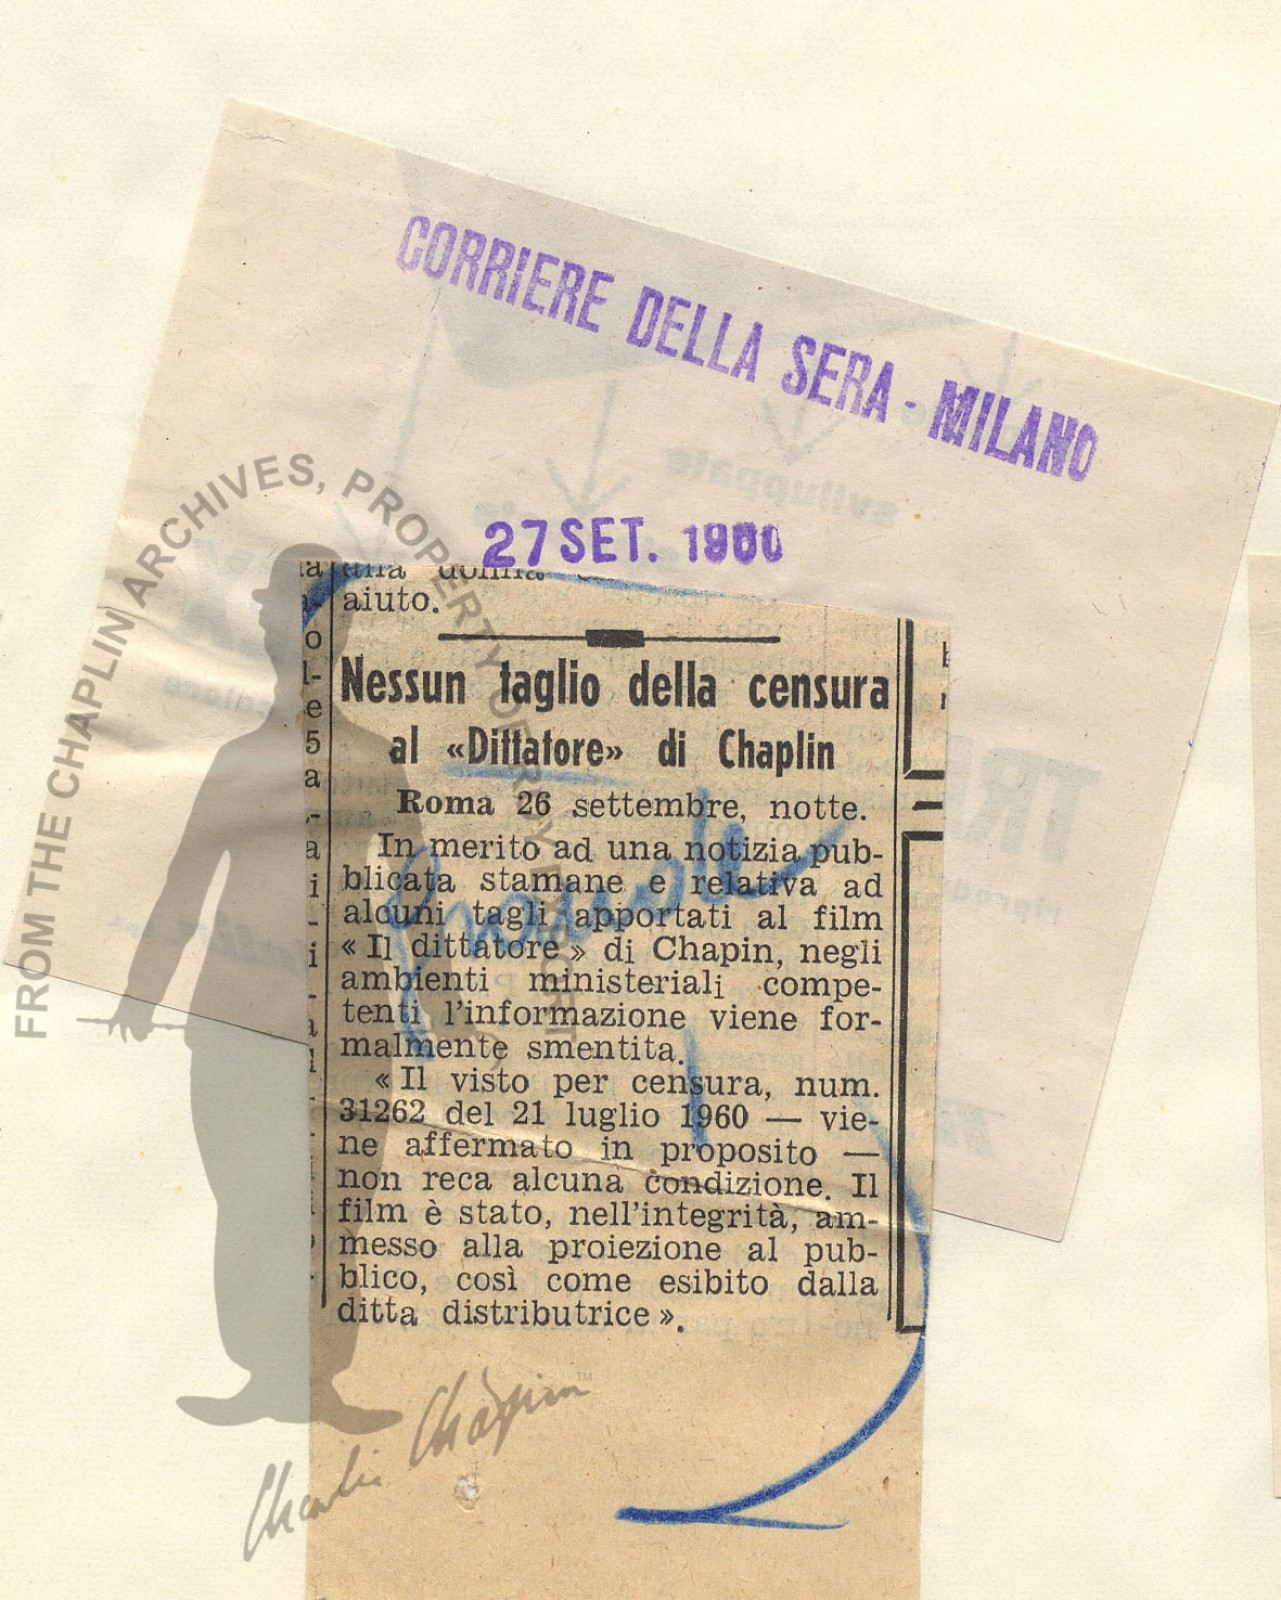 CORRIERE DELLA SERA - MILANO
27 SET. 1960
FROM THE CHAPLIN ARCHIVES, PROPERTY OF ROY EXPORT
aiuto.
Nessun taglio della censura
al «Dittatore» di Chaplin
Roma 26 settembre, notte.
In merito ad una notizia pub-
blicata stamane e relativa ad
alcuni tagli apportati al film
« Il dittatore » di Chapin, negli
ambienti ministeriali compe-
tenti l'informazione viene for-
malmente smentita.
« Il visto per censura, num.
31262 del 21 luglio 1960 — vie-
ne affermato in proposito —
non reca alcuna condizione. Il
film è stato, nell'integrità, am-
messo alla proiezione al pub-
blico, così come esibito dalla
ditta distributrice ».
Charlie Chaplin™